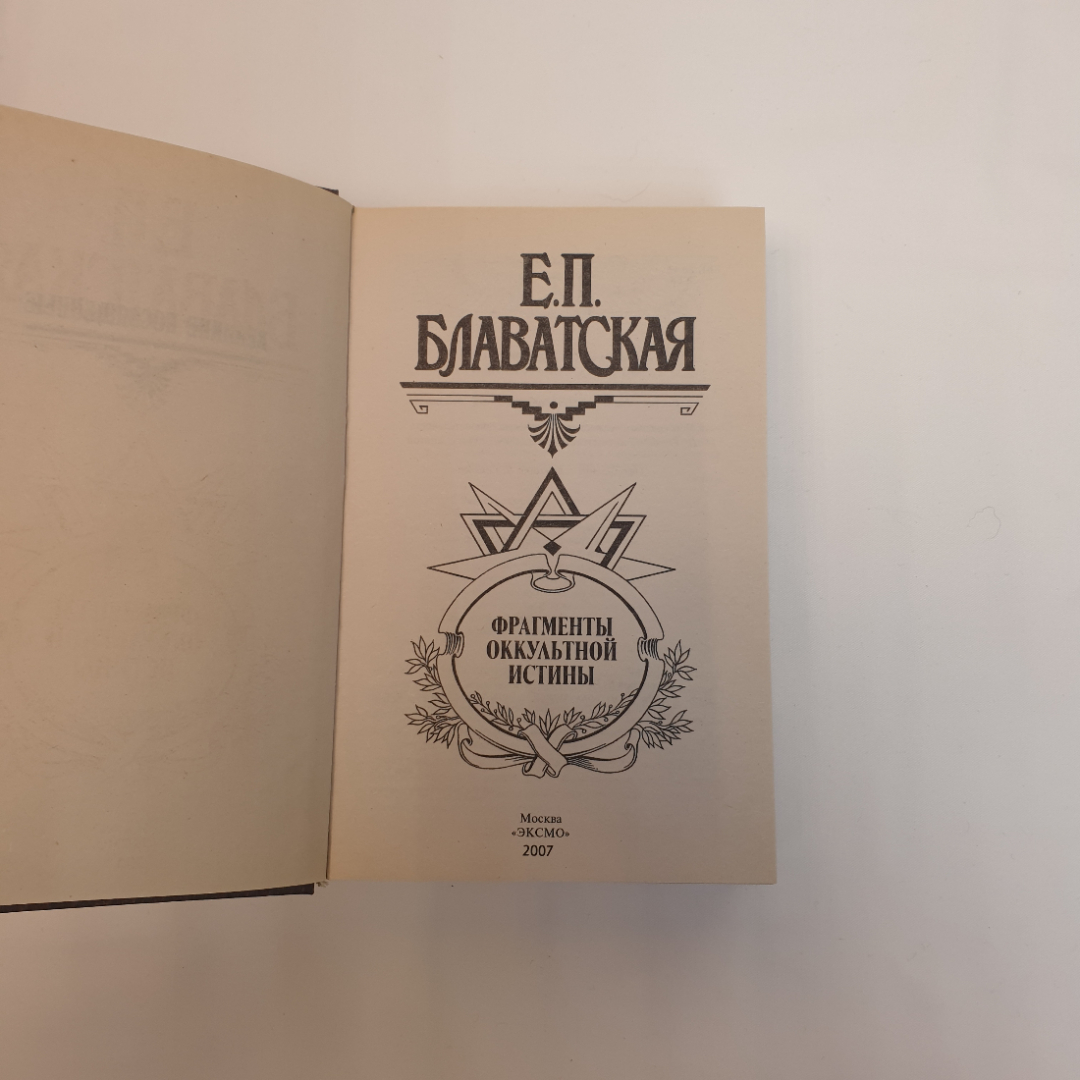 Е.П.
БЛАВАТСКАЯ
ФРАГМЕНТЫ
ОККУЛЬТНОЙ
ИСТИНЫ
Москва
«ЭКСМО»
2007